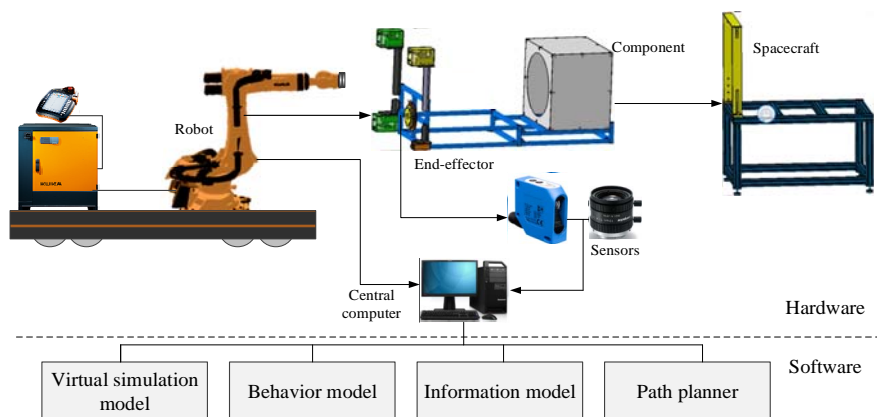 Component
Spacecraft
Robot
End-effector
Sensors
Central
computer
Hardware
Software
Virtual simulation
model
Behavior model
Information model
Path planner